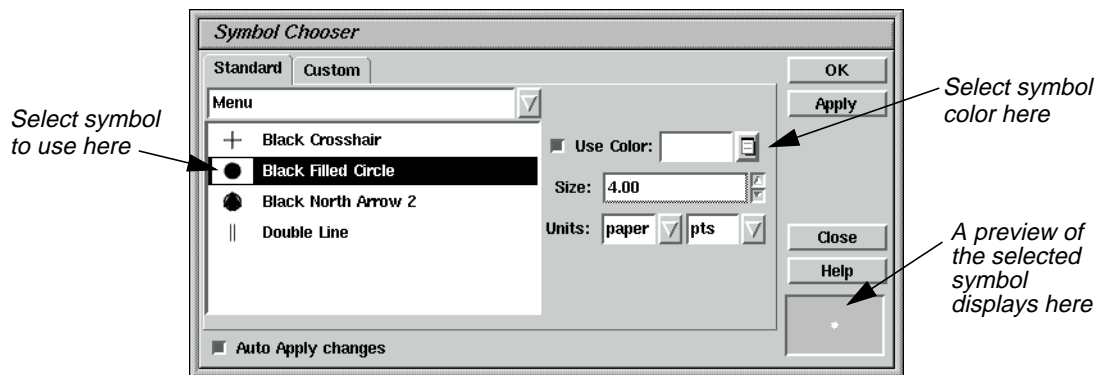 Symbol Chooser
Standard Custom
OK
Menu
Apply
Select symbol
color here
Select symbol
to use here
Black Crosshair
Use Color:
Black Filled Circle
Size: 4.00
Black North Arrow 2
Units: paper pts
Double Line
Close
Help
A preview of
the selected
symbol
displays here
Auto Apply changes